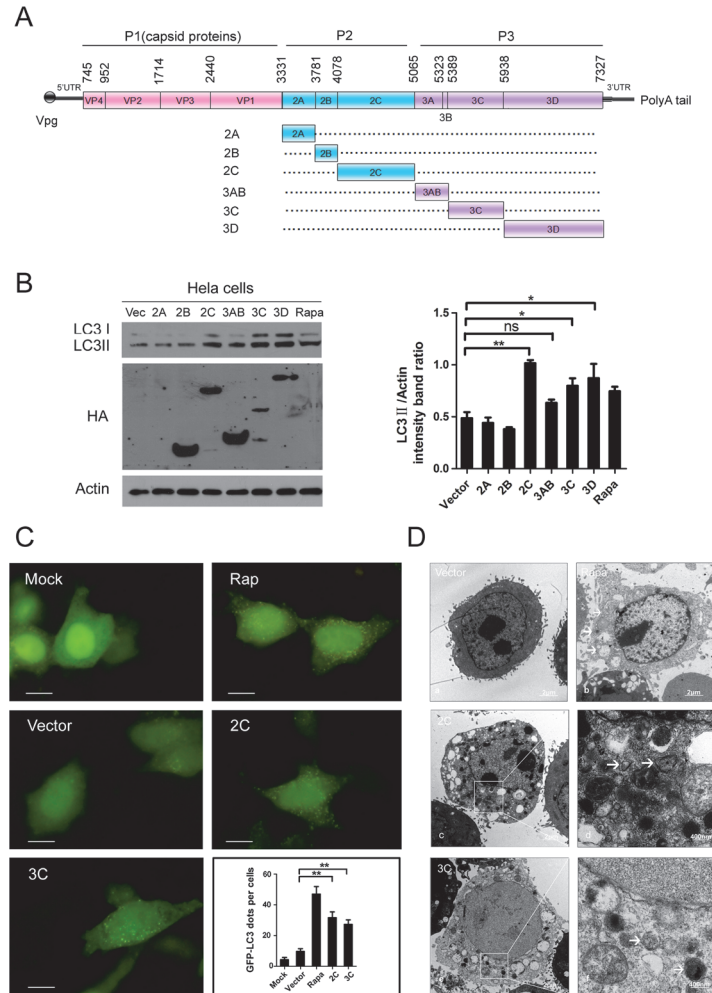 A
P1(capsid proteins)
P2
P3
745
952
1714
2440
3331
3781
4078
5065
5323
5389
5938
7327
5'UTR
3'UTR
VP4
VP2
VP3
VP1
2A
2B
2C
3A
3C
3D
PolyA tail
Vpg
3B
2A
2A
2B
2B
2C
2C
3AB
3AB
3C
3C
3D
3D
B
Hela cells
Vec 2A 2B 2C 3AB 3C 3D Rapa
LC3 I
LC3II
HA
Actin
LC3Ⅱ/Actin
intensity band ratio
1.5
1.0
0.5
0.0
*
*
ns
**
Vector
2A
2B
2C
3AB
3C
3D
Rapa
C
Mock
Rap
Vector
2C
3C
GFP-LC3 dots per cells
60
40
20
0
**
**
Mock
Vector
Rapa
2C
3C
D
Vector
a
2μm
Rapa
b
2μm
2C
c
d
400nm
3C
400nm